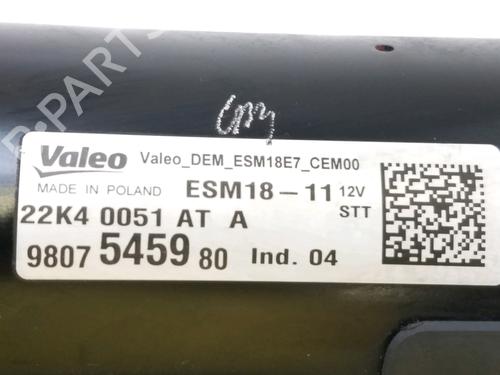 Valeo Valeo_DEM_ESM18E7_CEM00
MADE IN POLAND ESM18-11 12V
STT
22K4 0051 AT A
9807 5459 80 Ind. 04